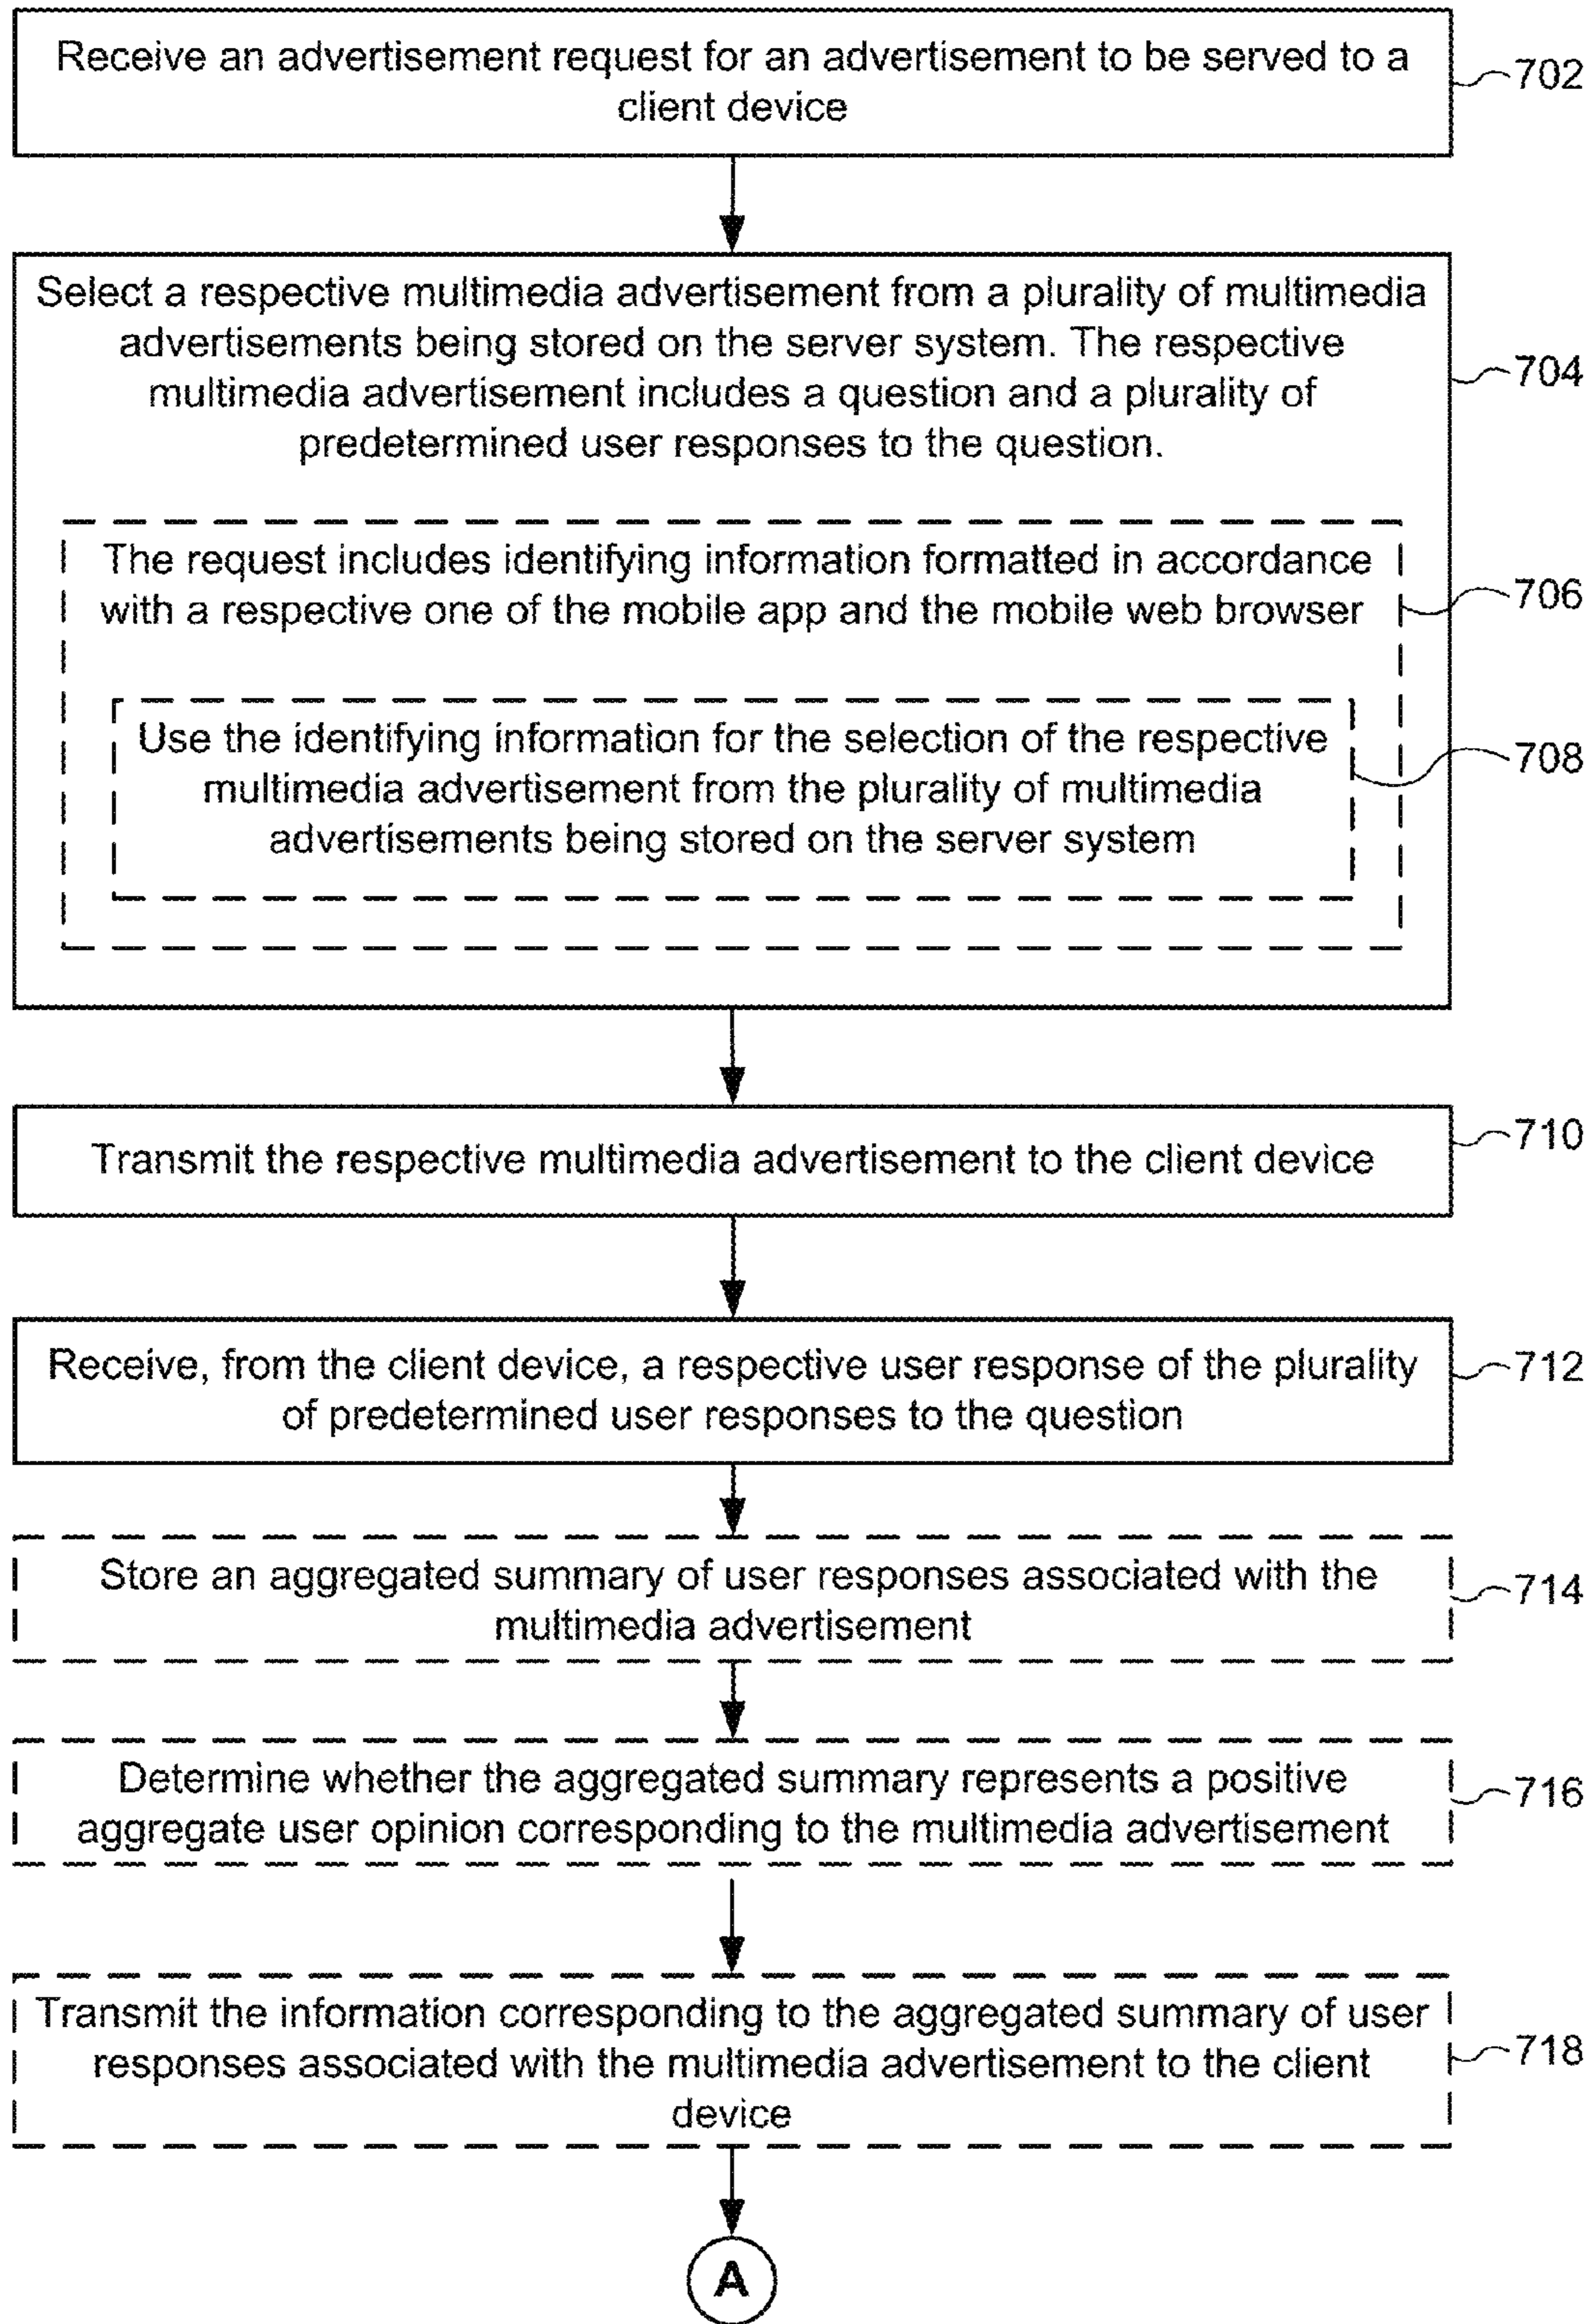 Receive an advertisement request for an advertisement to be served to a
client device
702
Select a respective multimedia advertisement from a plurality of multimedia
advertisements being stored on the server system. The respective
multimedia advertisement includes a question and a plurality of
predetermined user responses to the question.
704
The request includes identifying information formatted in accordance
with a respective one of the mobile app and the mobile web browser
706
Use the identifying information for the selection of the respective
multimedia advertisement from the plurality of multimedia
advertisements being stored on the server system
708
Transmit the respective multimedia advertisement to the client device
710
Receive, from the client device, a respective user response of the plurality
of predetermined user responses to the question
712
Store an aggregated summary of user responses associated with the
multimedia advertisement
714
Determine whether the aggregated summary represents a positive
aggregate user opinion corresponding to the multimedia advertisement
716
Transmit the information corresponding to the aggregated summary of user
responses associated with the multimedia advertisement to the client
device
718
A